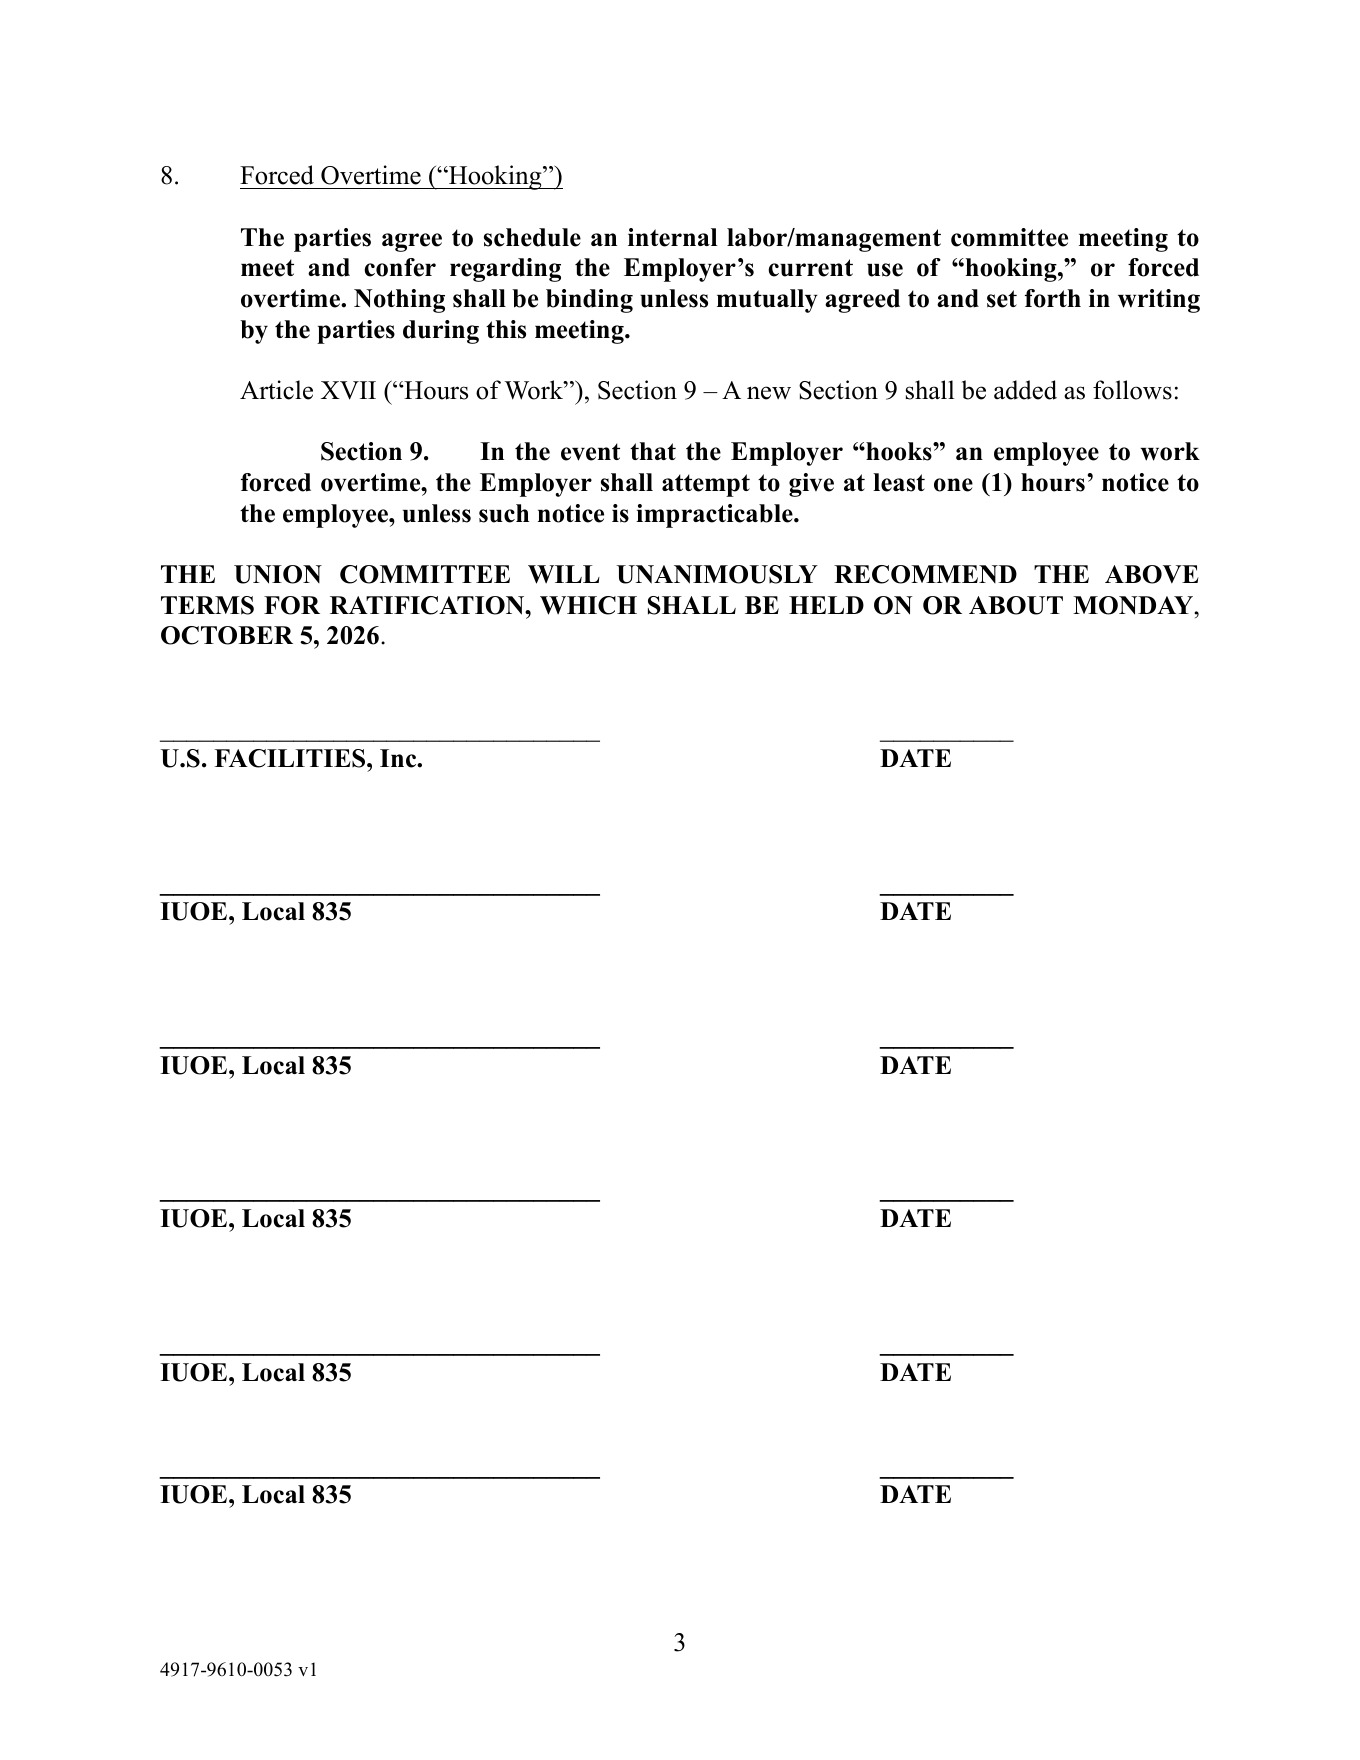 8. Forced Overtime (“Hooking”)
The parties agree to schedule an internal labor/management committee meeting to
meet and confer regarding the Employer’s current use of “hooking,” or forced
overtime. Nothing shall be binding unless mutually agreed to and set forth in writing
by the parties during this meeting.
Article XVII (“Hours of Work”), Section 9 – A new Section 9 shall be added as follows:
Section 9. In the event that the Employer “hooks” an employee to work
forced overtime, the Employer shall attempt to give at least one (1) hours’ notice to
the employee, unless such notice is impracticable.
THE UNION COMMITTEE WILL UNANIMOUSLY RECOMMEND THE ABOVE
TERMS FOR RATIFICATION, WHICH SHALL BE HELD ON OR ABOUT MONDAY,
OCTOBER 5, 2026.
U.S. FACILITIES, Inc. DATE
IUOE, Local 835 DATE
IUOE, Local 835 DATE
IUOE, Local 835 DATE
IUOE, Local 835 DATE
IUOE, Local 835 DATE
3
4917-9610-0053 v1